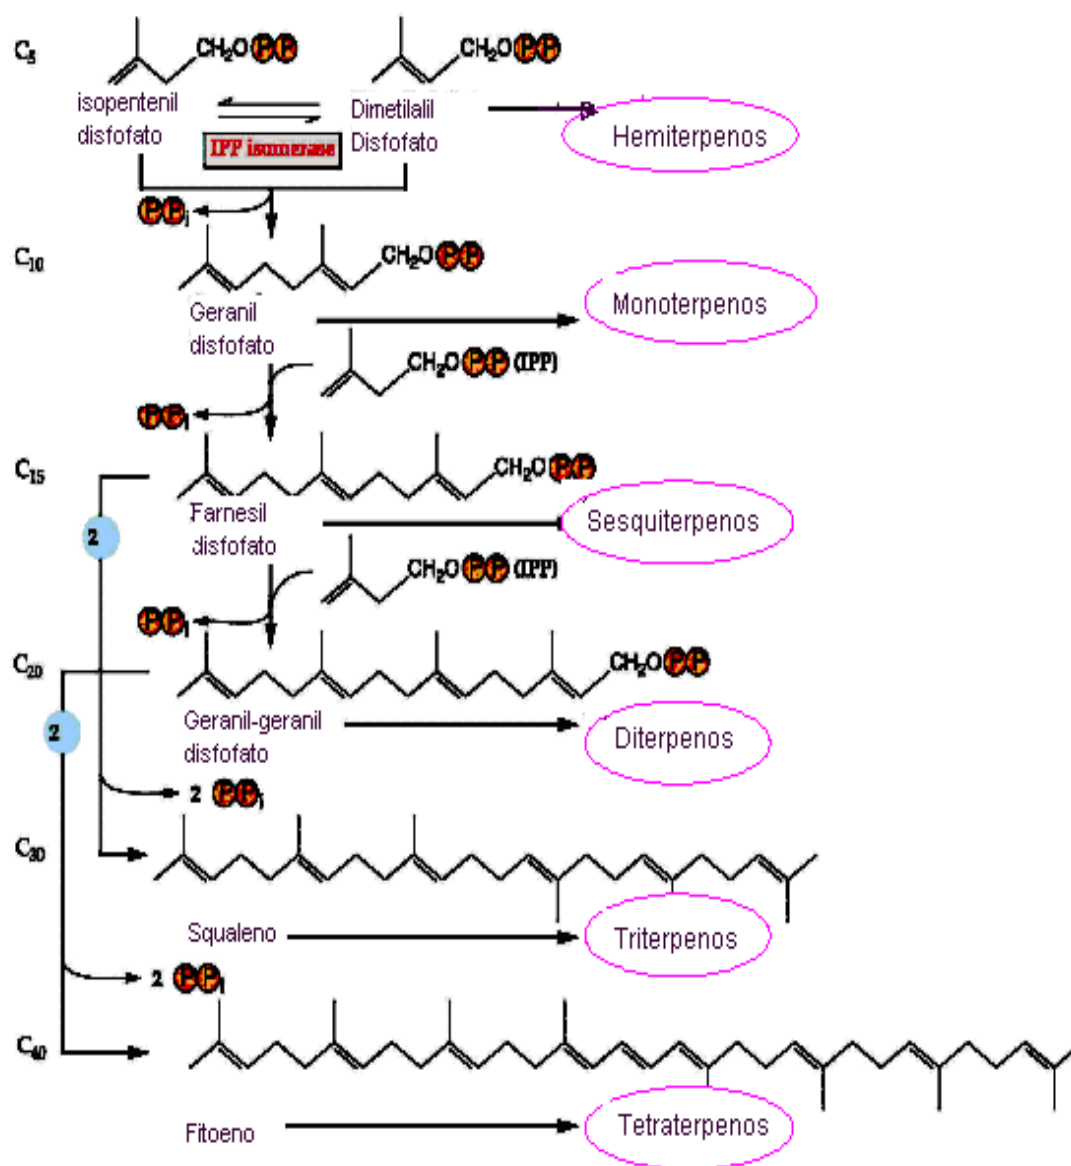 C5
CH2O P P
CH2O P P
isopentenil
disfofato
Dimetilalil
Disfofato
IPP isomerase
Hemiterpenos
P P i
C10
CH2O P P
Geranil
disfofato
Monoterpenos
CH2O P P (IPP)
P P i
C15
CH2O P P
Farnesil
disfofato
Sesquiterpenos
2
CH2O P P (IPP)
P P i
C20
CH2O P P
Geranil-geranil
disfofato
Diterpenos
2
2 P P i
C30
Squaleno
Triterpenos
2 P P i
C40
Fitoeno
Tetraterpenos